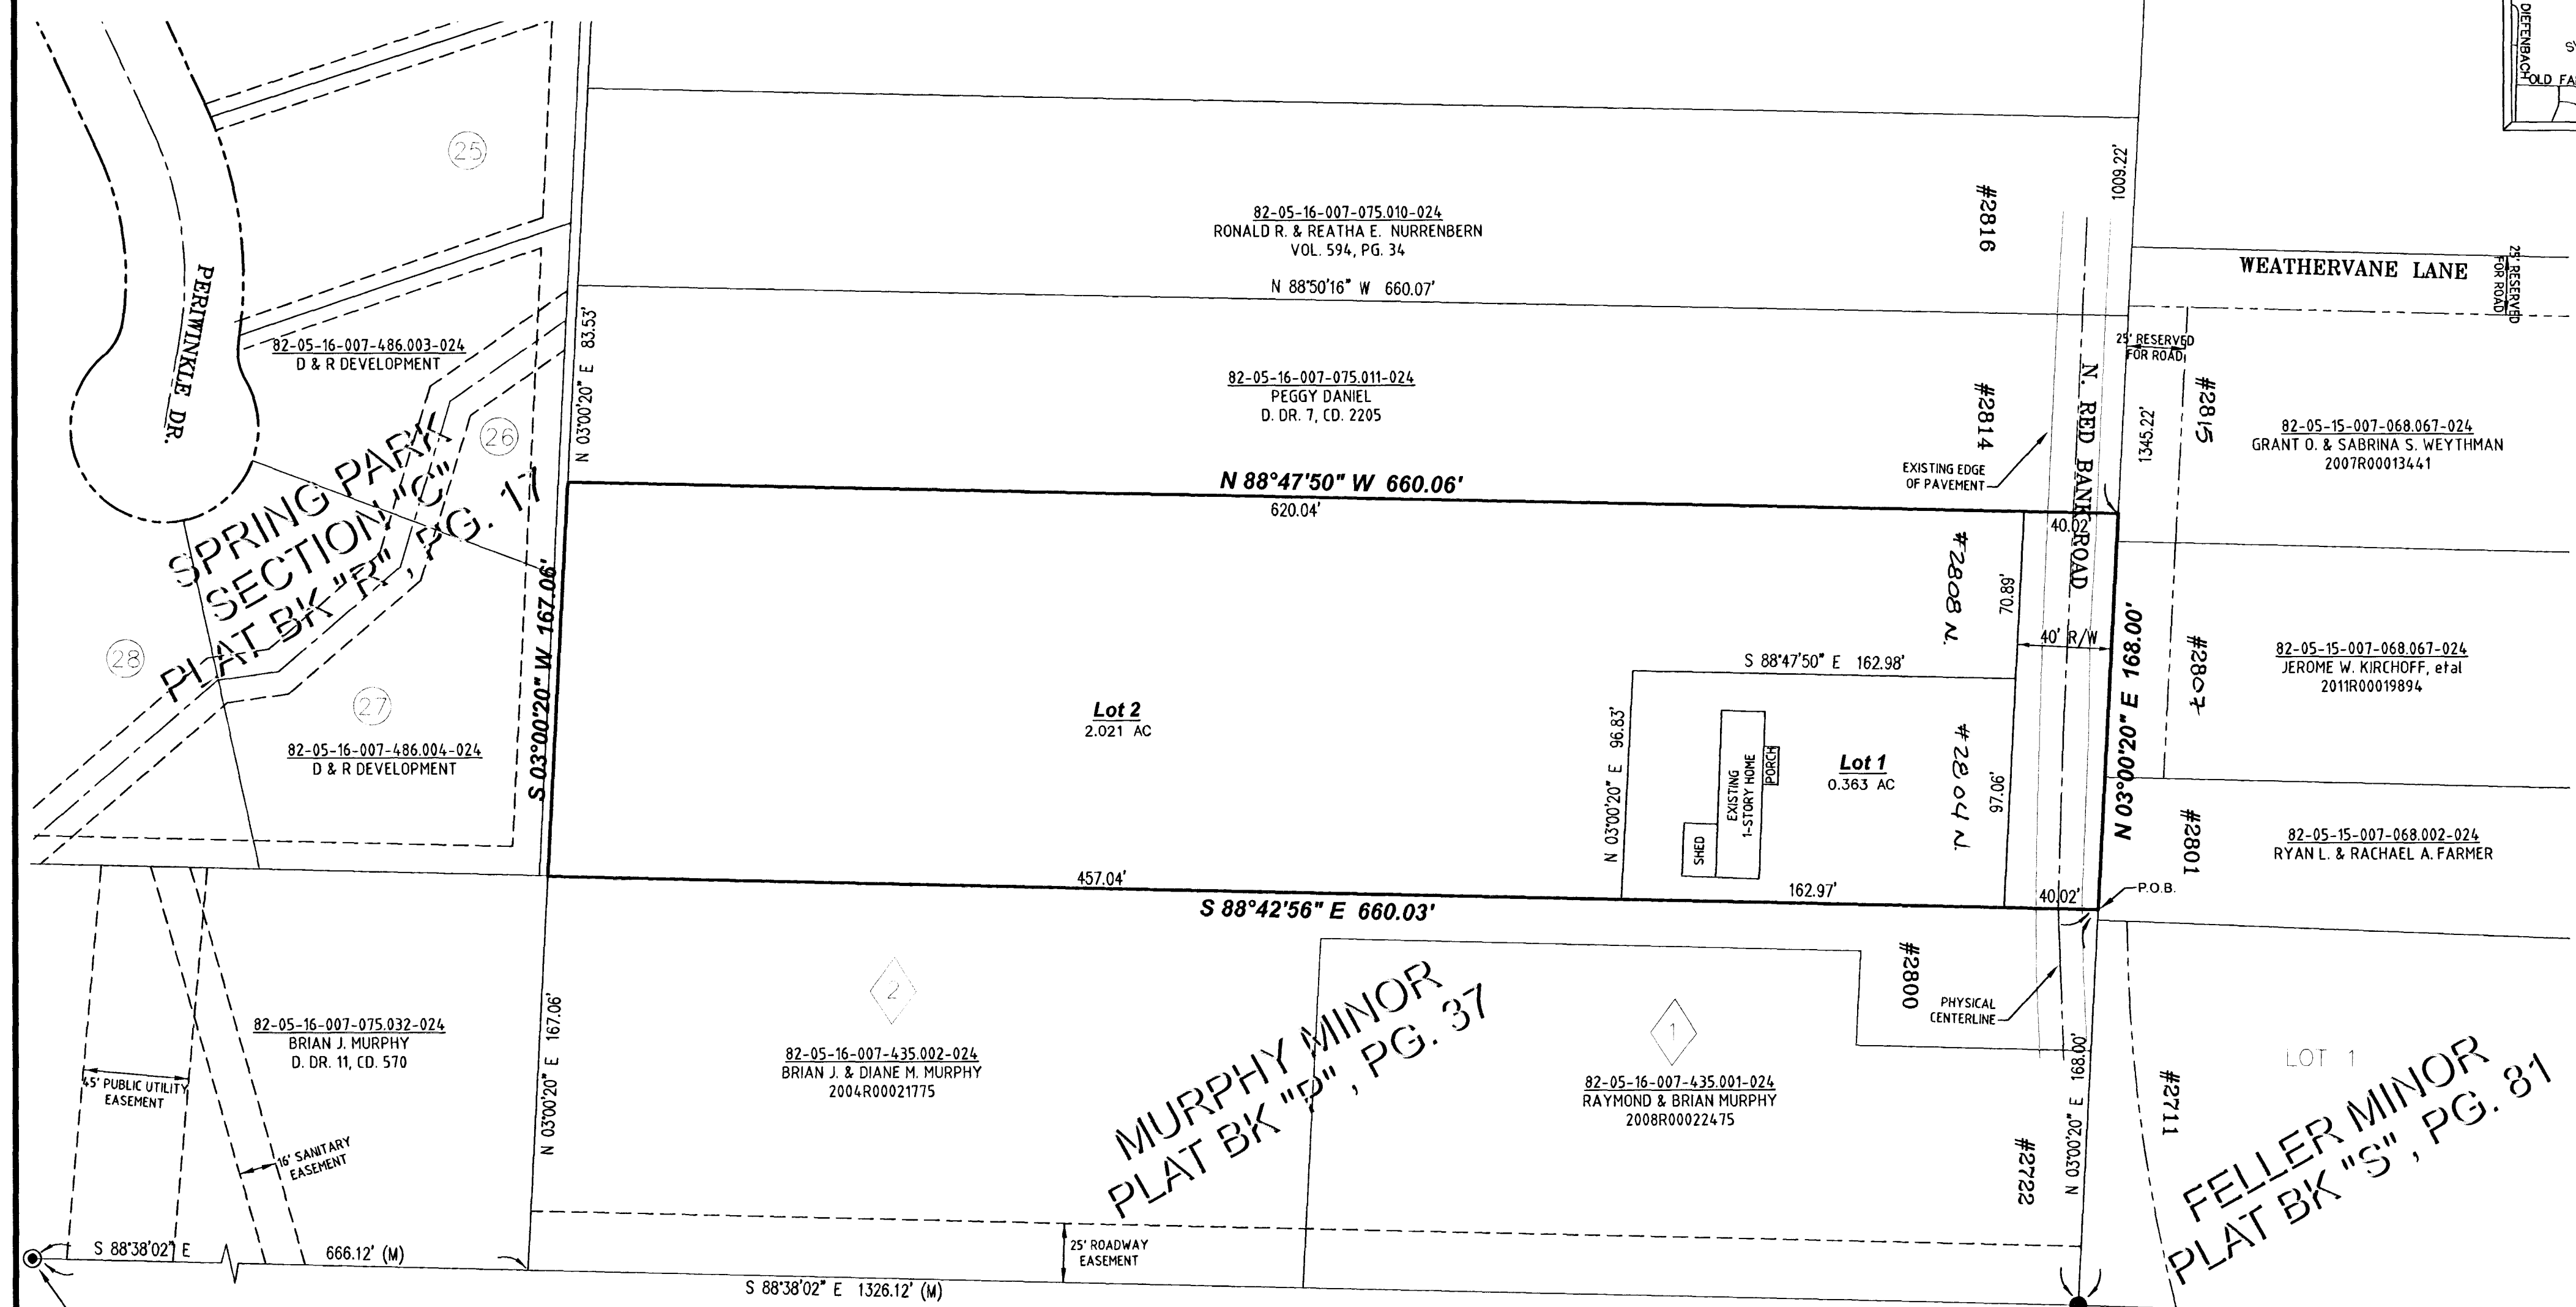 DIEFENBACH
OLD FA
25
PERIWINKLE DR.
82-05-16-007-486.003-024
D & R DEVELOPMENT
26
SPRING PARK
SECTION "C"
PLAT BK "R", PG. 17
28
27
82-05-16-007-486.004-024
D & R DEVELOPMENT
82-05-16-007-075.010-024
RONALD R. & REATHA E. NURRENBERN
VOL. 594, PG. 34
#2816
1009.22'
N 88°50'16" W 660.07'
N 03°00'20" E 83.53'
82-05-16-007-075.011-024
PEGGY DANIEL
D. DR. 7, CD. 2205
#2814
EXISTING EDGE
OF PAVEMENT
N. RED BANK ROAD
WEATHERVANE LANE
25' RESERVED
FOR ROAD
25' RESERVED
FOR ROAD
1345.22'
#2815
82-05-15-007-068.067-024
GRANT O. & SABRINA S. WEYTHMAN
2007R00013441
N 88°47'50" W 660.06'
620.04'
40.02'
S 03°00'20" W 167.06'
#2808 N.
70.89'
40' R/W
N 03°00'20" E 168.00'
#2807
82-05-15-007-068.067-024
JEROME W. KIRCHOFF, etal
2011R00019894
S 88°47'50" E 162.98'
Lot 2
2.021 AC
N 03°00'20" E 96.83'
EXISTING
1-STORY HOME
PORCH
SHED
Lot 1
0.363 AC
#2804 N.
97.06'
#2801
82-05-15-007-068.002-024
RYAN L. & RACHAEL A. FARMER
P.O.B.
457.04'
162.97'
40.02'
S 88°42'56" E 660.03'
45' PUBLIC UTILITY
EASEMENT
16' SANITARY
EASEMENT
82-05-16-007-075.032-024
BRIAN J. MURPHY
D. DR. 11, CD. 570
N 03°00'20" E 167.06'
2
82-05-16-007-435.002-024
BRIAN J. & DIANE M. MURPHY
2004R00021775
MURPHY MINOR
PLAT BK "P", PG. 37
1
82-05-16-007-435.001-024
RAYMOND & BRIAN MURPHY
2008R00022475
#2800
PHYSICAL
CENTERLINE
N 03°00'20" E 168.00'
#2722
#2711
LOT 1
FELLER MINOR
PLAT BK "S", PG. 81
S 88°38'02" E 666.12' (M)
25' ROADWAY
EASEMENT
S 88°38'02" E 1326.12' (M)